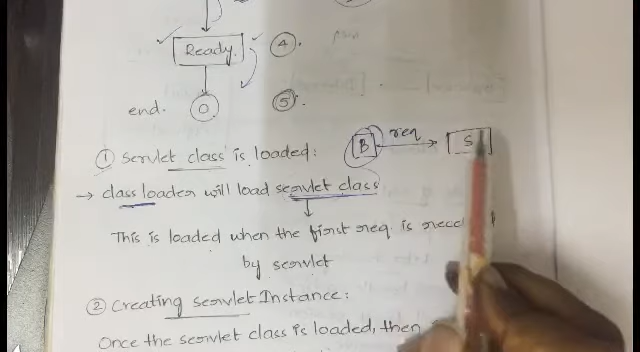 Ready.
4.
end. O
5.
B req S
1 servlet class is loaded:
→ class loader will load servlet class
This is loaded when the first req. is
by servlet
2 Creating servlet Instance:
Once the servlet class is loaded, then